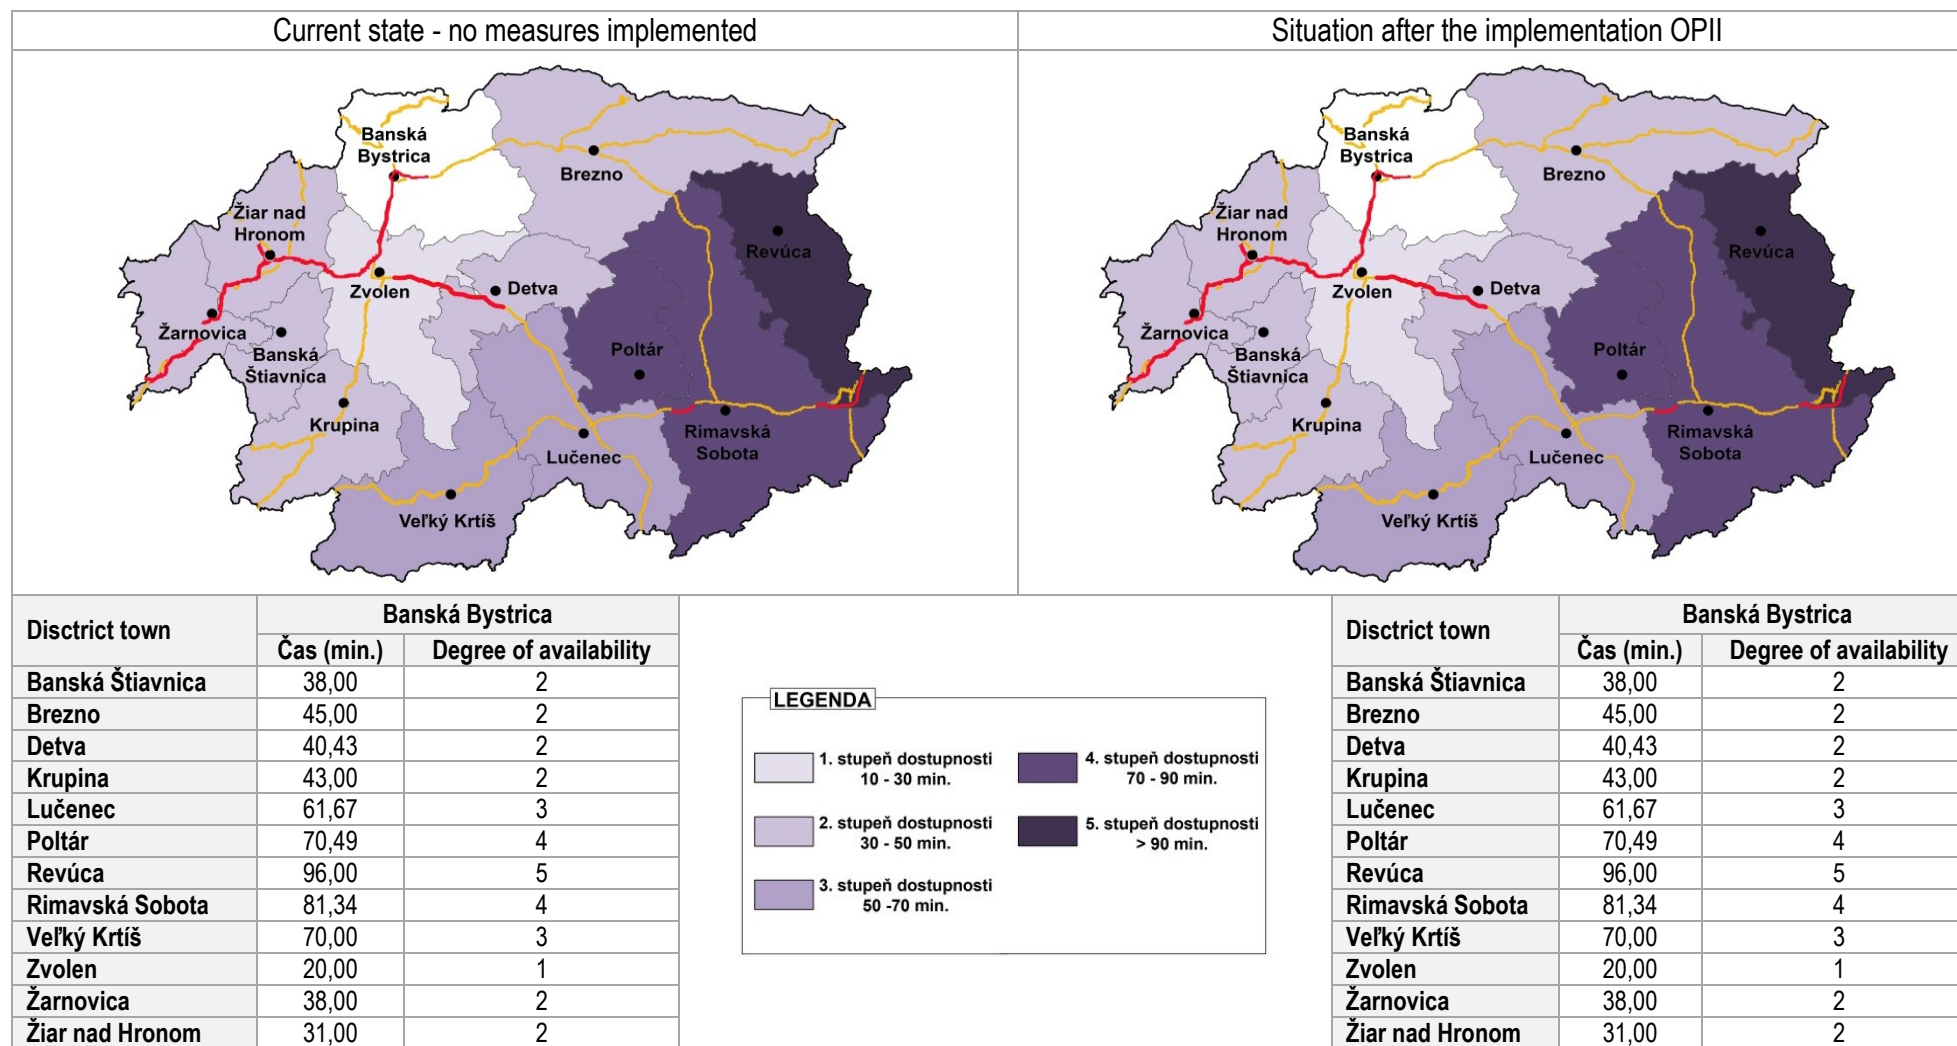 Current state - no measures implemented
Situation after the implementation OPII
Banská
Bystrica
Brezno
Žiar nad
Hronom
Revúca
Zvolen
Detva
Žarnovica
Banská
Štiavnica
Poltár
Krupina
Rimavská
Sobota
Lučenec
Veľký Krtíš
Banská
Bystrica
Brezno
Žiar nad
Hronom
Revúca
Zvolen
Detva
Žarnovica
Banská
Štiavnica
Poltár
Krupina
Rimavská
Sobota
Lučenec
Veľký Krtíš
Disctrict town Banská Bystrica
Čas (min.) Degree of availability
Banská Štiavnica 38,00 2
Brezno 45,00 2
Detva 40,43 2
Krupina 43,00 2
Lučenec 61,67 3
Poltár 70,49 4
Revúca 96,00 5
Rimavská Sobota 81,34 4
Veľký Krtíš 70,00 3
Zvolen 20,00 1
Žarnovica 38,00 2
Žiar nad Hronom 31,00 2
LEGENDA
1. stupeň dostupnosti
10 - 30 min.
2. stupeň dostupnosti
30 - 50 min.
3. stupeň dostupnosti
50 -70 min.
4. stupeň dostupnosti
70 - 90 min.
5. stupeň dostupnosti
> 90 min.
Disctrict town Banská Bystrica
Čas (min.) Degree of availability
Banská Štiavnica 38,00 2
Brezno 45,00 2
Detva 40,43 2
Krupina 43,00 2
Lučenec 61,67 3
Poltár 70,49 4
Revúca 96,00 5
Rimavská Sobota 81,34 4
Veľký Krtíš 70,00 3
Zvolen 20,00 1
Žarnovica 38,00 2
Žiar nad Hronom 31,00 2